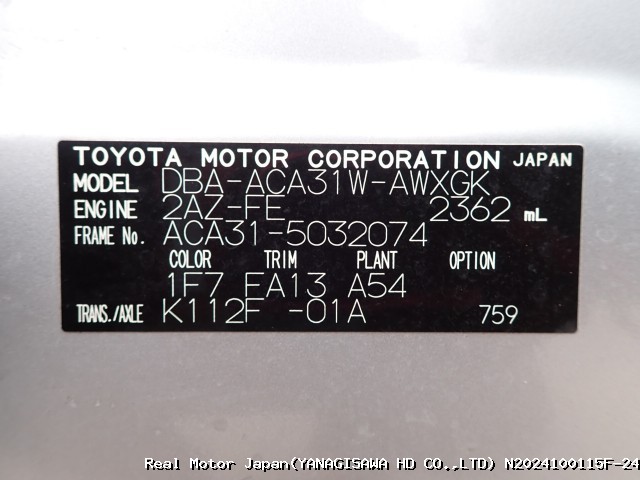 TOYOTA MOTOR CORPORATION JAPAN
MODEL DBA-ACA31W-AWXGK
ENGINE 2AZ-FE 2362 mL
FRAME No. ACA31-5032074
COLOR TRIM PLANT OPTION
1F7 FA13 A54
TRANS./AXLE K112F -01A 759
Real Motor Japan(YANAGISAWA HD CO.,LTD) N2024100115F-24